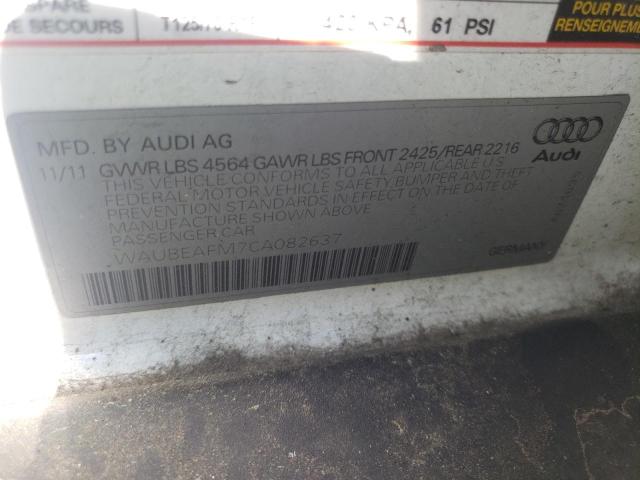 SPARE
DE SECOURS
61 PSI
POUR PLUS
RENSEIGNEME
MFD. BY AUDI AG
11/11 GVWR LBS 4564 GAWR LBS FRONT 2425/REAR 2216
THIS VEHICLE CONFORMS TO ALL APPLICABLE U.S.
FEDERAL MOTOR VEHICLE SAFETY, BUMPER AND THEFT
PREVENTION STANDARDS IN EFFECT ON THE DATE OF
MANUFACTURE SHOWN ABOVE
PASSENGER CAR
WAUBEAFM7CA082637
Audi
GERMANY